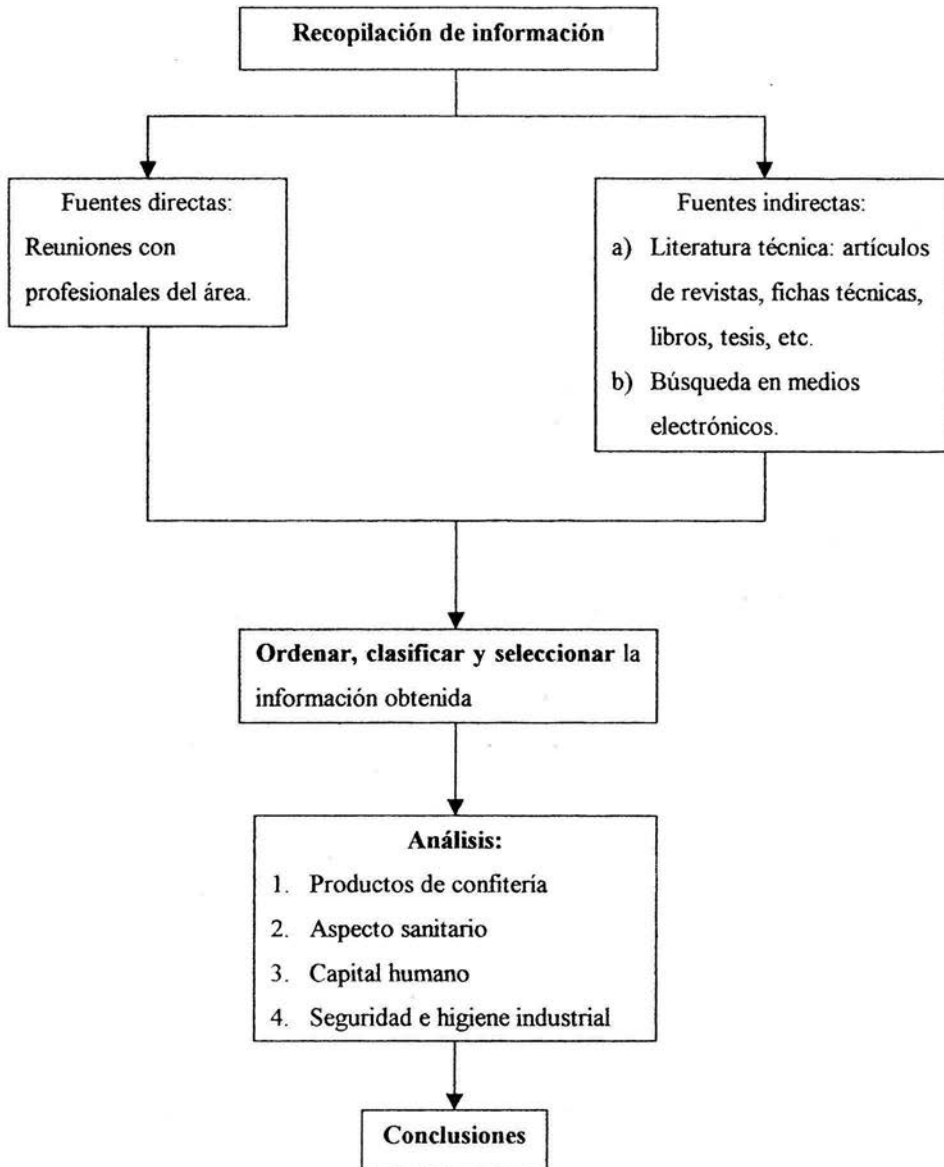 Recopilación de información
Fuentes directas:
Reuniones con
profesionales del área.
Fuentes indirectas:
a) Literatura técnica: artículos
de revistas, fichas técnicas,
libros, tesis, etc.
b) Búsqueda en medios
electrónicos.
Ordenar, clasificar y seleccionar la
información obtenida
Análisis:
1. Productos de confitería
2. Aspecto sanitario
3. Capital humano
4. Seguridad e higiene industrial
Conclusiones